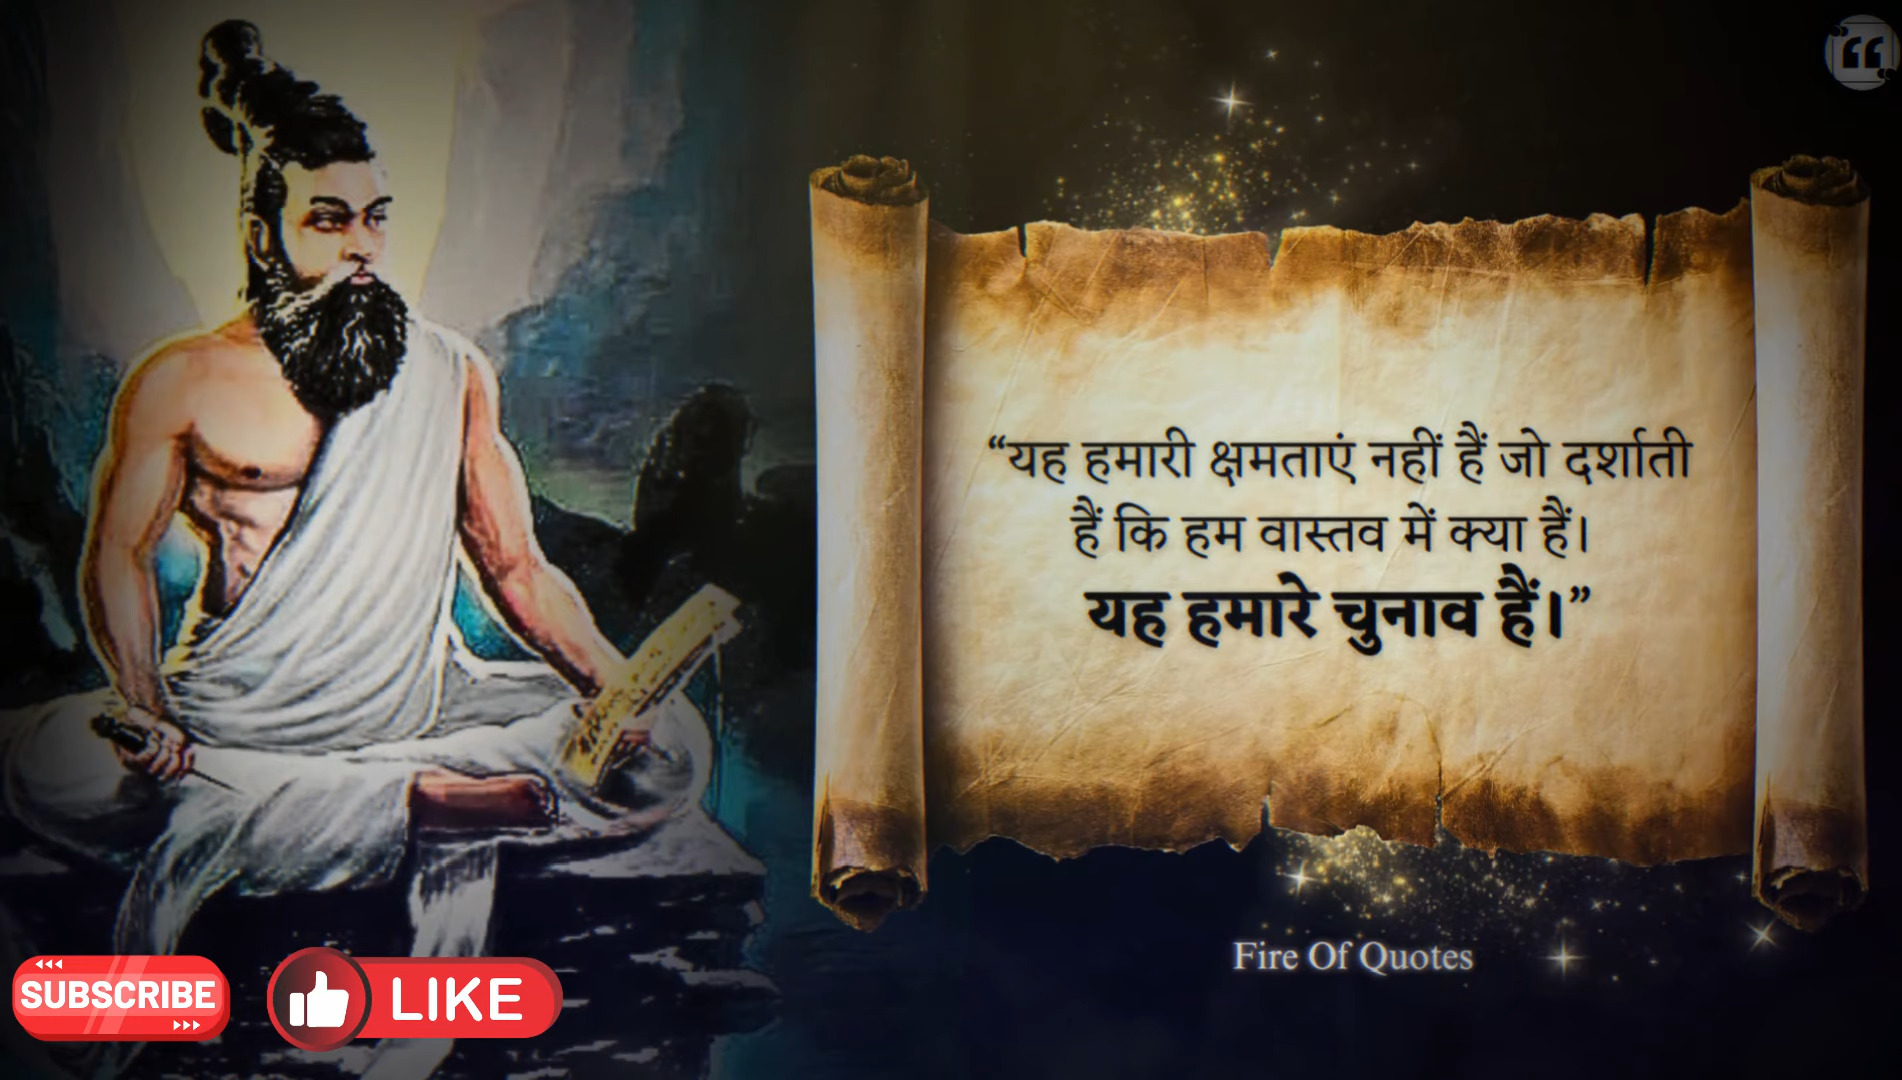 “यह हमारी क्षमताएं नहीं हैं जो दर्शाती
हैं कि हम वास्तव में क्या हैं।
यह हमारे चुनाव हैं।”
Fire Of Quotes
SUBSCRIBE
LIKE